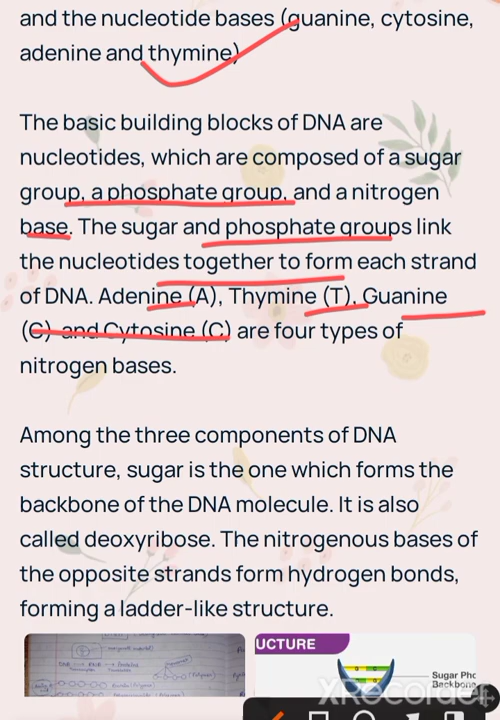 and the nucleotide bases (guanine, cytosine,
adenine and thymine)
The basic building blocks of DNA are
nucleotides, which are composed of a sugar
group, a phosphate group, and a nitrogen
base. The sugar and phosphate groups link
the nucleotides together to form each strand
of DNA. Adenine (A), Thymine (T), Guanine
(G) and Cytosine (C) are four types of
nitrogen bases.
Among the three components of DNA
structure, sugar is the one which forms the
backbone of the DNA molecule. It is also
called deoxyribose. The nitrogenous bases of
the opposite strands form hydrogen bonds,
forming a ladder-like structure.
UCTURE
Sugar Pho
Backbone
XRecorder